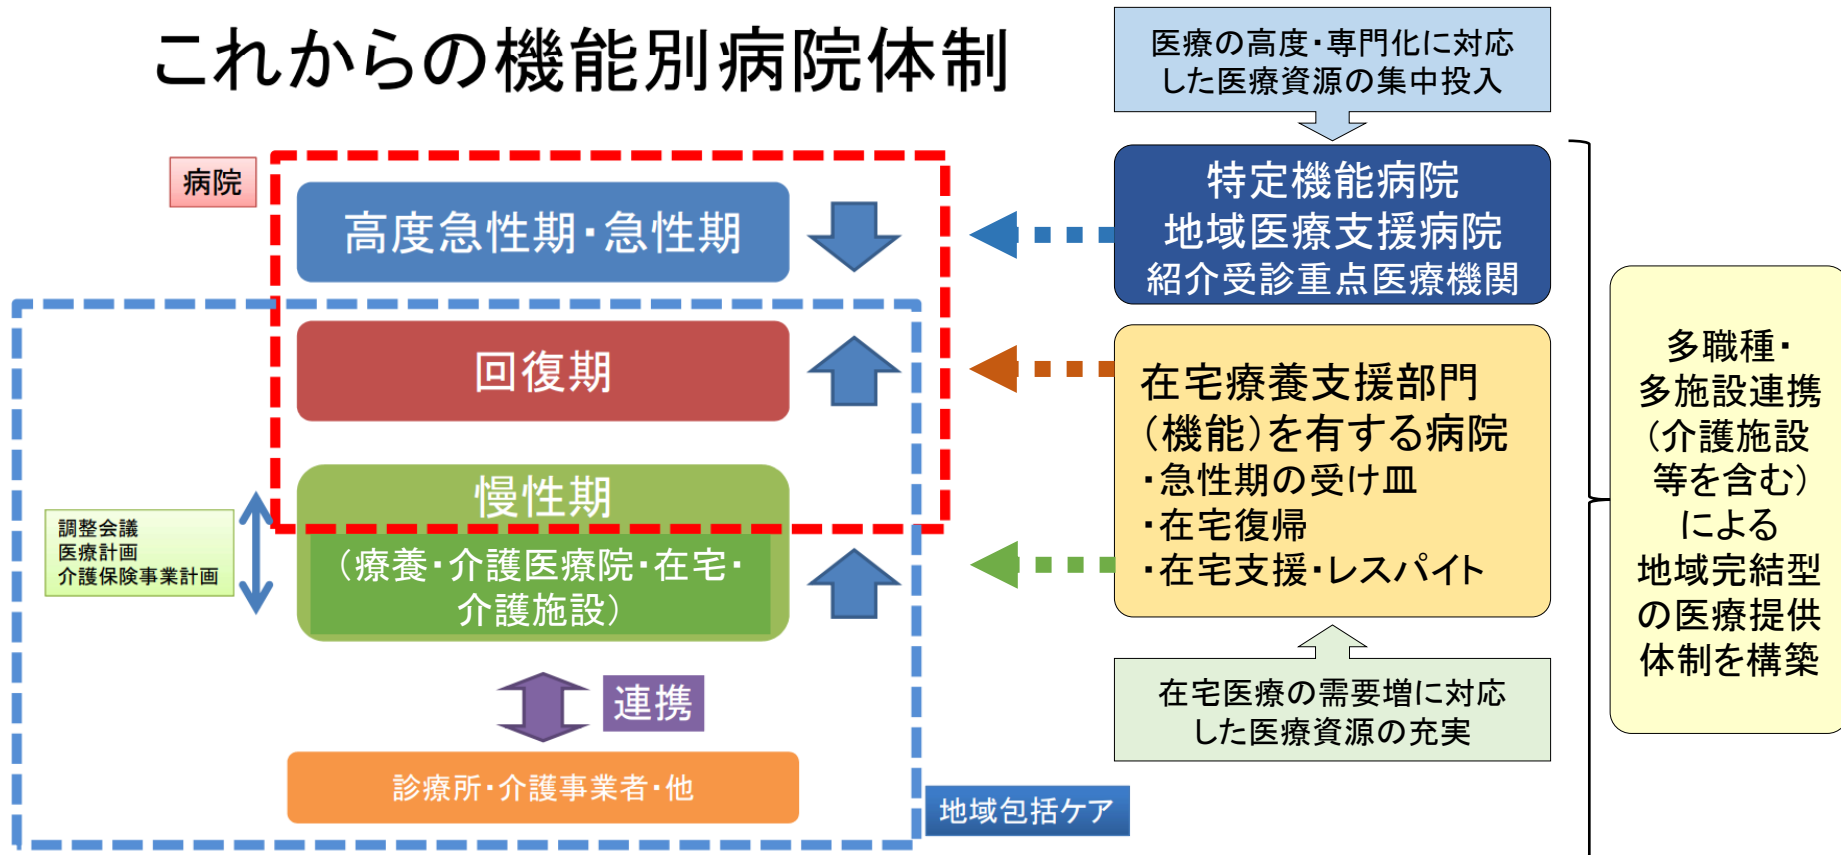 これからの機能別病院体制
医療の高度・専門化に対応
した医療資源の集中投入
病院
高度急性期・急性期
特定機能病院
地域医療支援病院
紹介受診重点医療機関
回復期
在宅療養支援部門
(機能)を有する病院
・急性期の受け皿
・在宅復帰
・在宅支援・レスパイト
慢性期
(療養・介護医療院・在宅・
介護施設)
調整会議
医療計画
介護保険事業計画
連携
診療所・介護事業者・他
地域包括ケア
在宅医療の需要増に対応
した医療資源の充実
多職種・
多施設連携
(介護施設
等を含む)
による
地域完結型
の医療提供
体制を構築